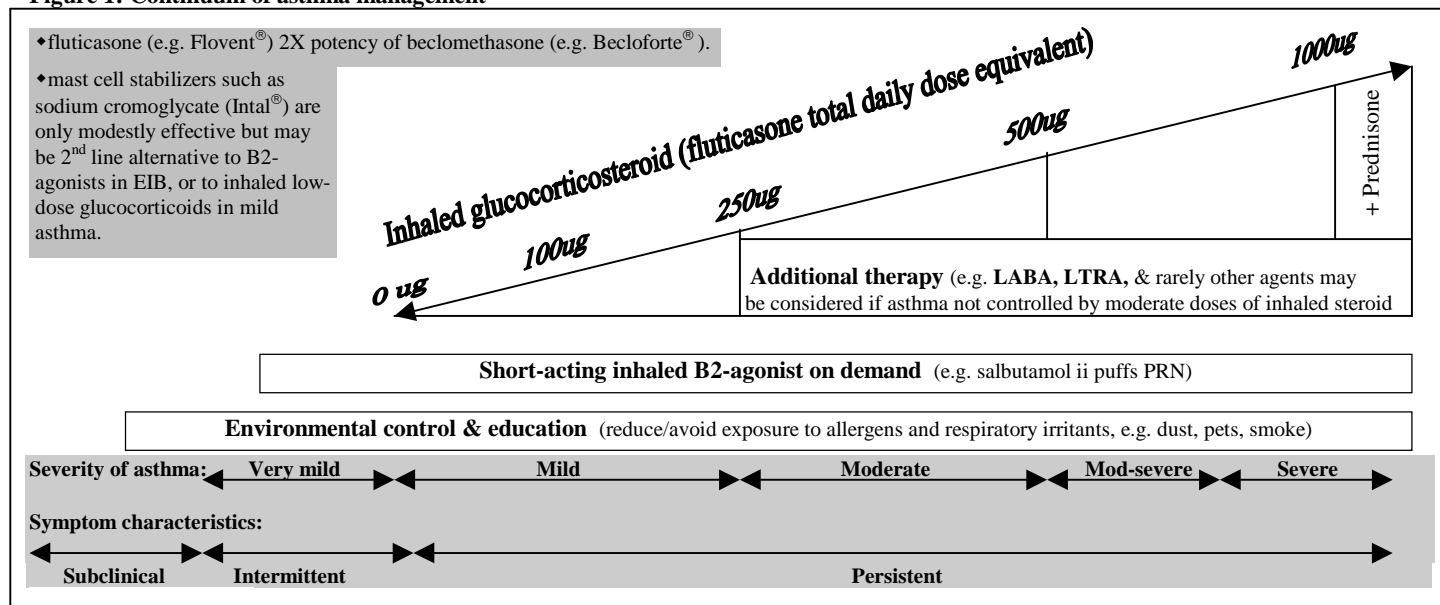 Figure 1: Continuum of asthma management
◆fluticasone (e.g. Flovent®) 2X potency of beclomethasone (e.g. Becloforte® ).
◆mast cell stabilizers such as
sodium cromoglycate (Intal®) are
only modestly effective but may
be 2nd line alternative to B2-
agonists in EIB, or to inhaled low-
dose glucocorticoids in mild
asthma.
Inhaled glucocorticosteroid (fluticasone total daily dose equivalent)
0 ug
100ug
250ug
500ug
1000ug
+ Prednisone
Additional therapy (e.g. LABA, LTRA, & rarely other agents may
be considered if asthma not controlled by moderate doses of inhaled steroid
Short-acting inhaled B2-agonist on demand (e.g. salbutamol ii puffs PRN)
Environmental control & education (reduce/avoid exposure to allergens and respiratory irritants, e.g. dust, pets, smoke)
Severity of asthma: Very mild Mild Moderate Mod-severe Severe
Symptom characteristics:
Subclinical Intermittent Persistent